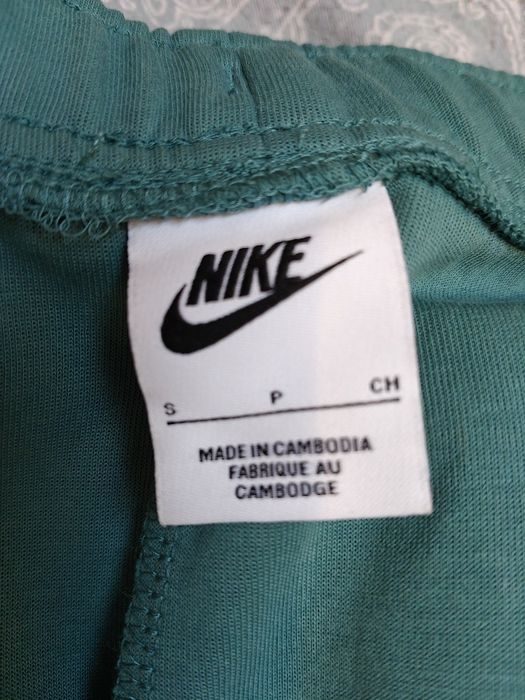 NIKE
S P CH
MADE IN CAMBODIA
FABRIQUE AU
CAMBODGE